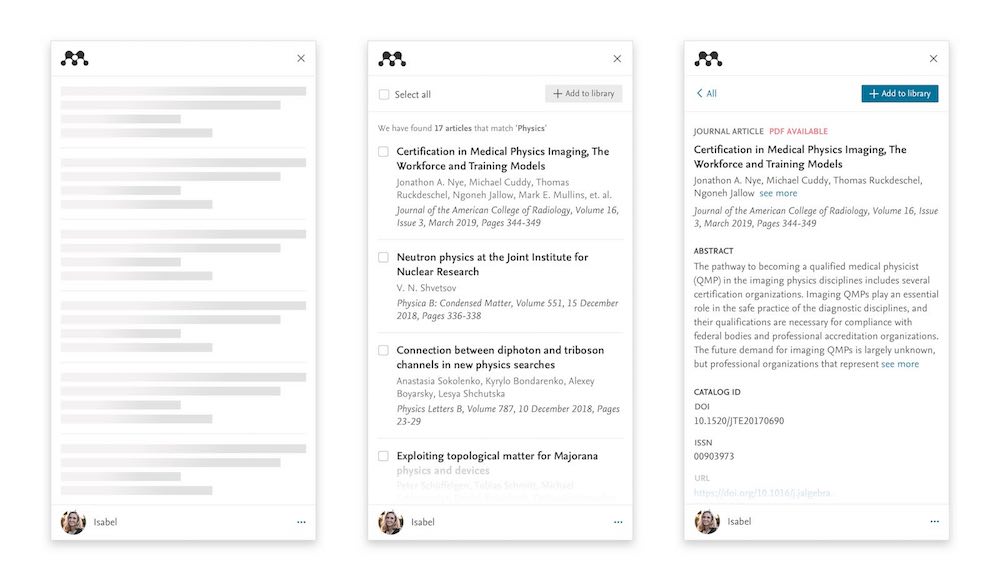 Isabel
Select all
+ Add to library
We have found 17 articles that match 'Physics'
Certification in Medical Physics Imaging, The
Workforce and Training Models
Jonathon A. Nye, Michael Cuddy, Thomas
Ruckdeschel, Ngoneh Jallow, Mark E. Mullins, et. al.
Journal of the American College of Radiology, Volume 16,
Issue 3, March 2019, Pages 344-349
Neutron physics at the Joint Institute for
Nuclear Research
V. N. Shvetsov
Physica B: Condensed Matter, Volume 551, 15 December
2018, Pages 336-338
Connection between diphoton and triboson
channels in new physics searches
Anastasia Sokolenko, Kyrylo Bondarenko, Alexey
Boyarsky, Lesya Shchutska
Physics Letters B, Volume 787, 10 December 2018, Pages
23-29
Exploiting topological matter for Majorana
physics and devices
Peter Schüffelgen, Tobias Schmitt, Michael
Isabel
All
+ Add to library
JOURNAL ARTICLE PDF AVAILABLE
Certification in Medical Physics Imaging, The
Workforce and Training Models
Jonathon A. Nye, Michael Cuddy, Thomas Ruckdeschel,
Ngoneh Jallow see more
Journal of the American College of Radiology, Volume 16, Issue
3, March 2019, Pages 344-349
ABSTRACT
The pathway to becoming a qualified medical physicist
(QMP) in the imaging physics disciplines includes several
certification organizations. Imaging QMPs play an essential
role in the safe practice of the diagnostic disciplines, and
their qualifications are necessary for compliance with
federal bodies and professional accreditation organizations.
The future demand for imaging QMPs is largely unknown,
but professional organizations that represent see more
CATALOG ID
DOI
10.1520/JTE20170690
ISSN
00903973
URL
https://doi.org/10.1016/j.jalgebra.
Isabel